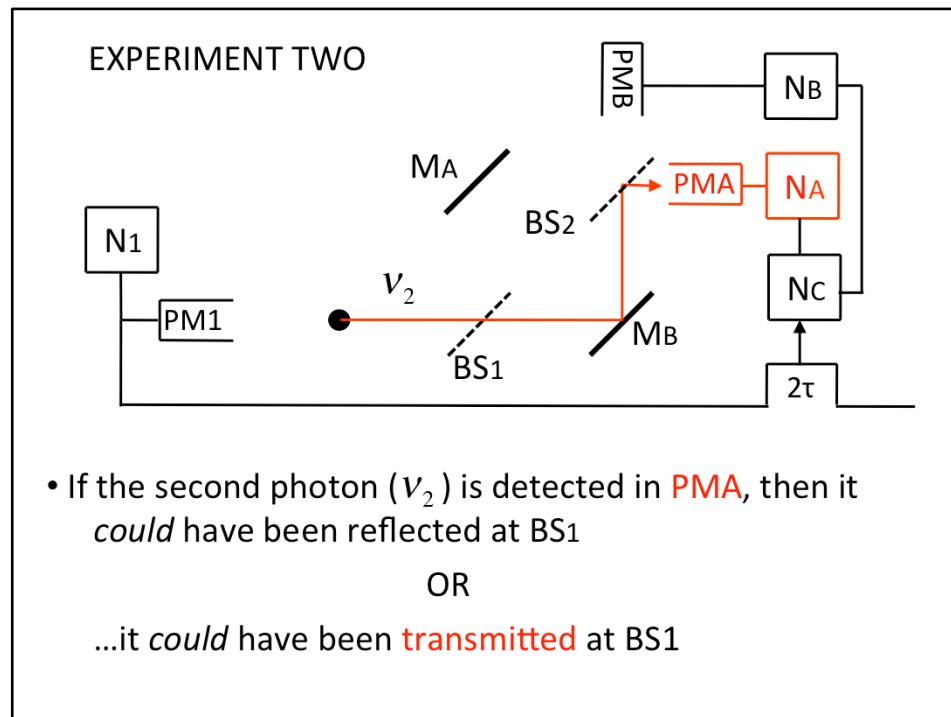 EXPERIMENT TWO
PMB
NB
MA
PMA
NA
BS2
N1
ν2
NC
PM1
MB
BS1
2τ
• If the second photon (ν2) is detected in PMA, then it
could have been reflected at BS1
OR
...it could have been transmitted at BS1